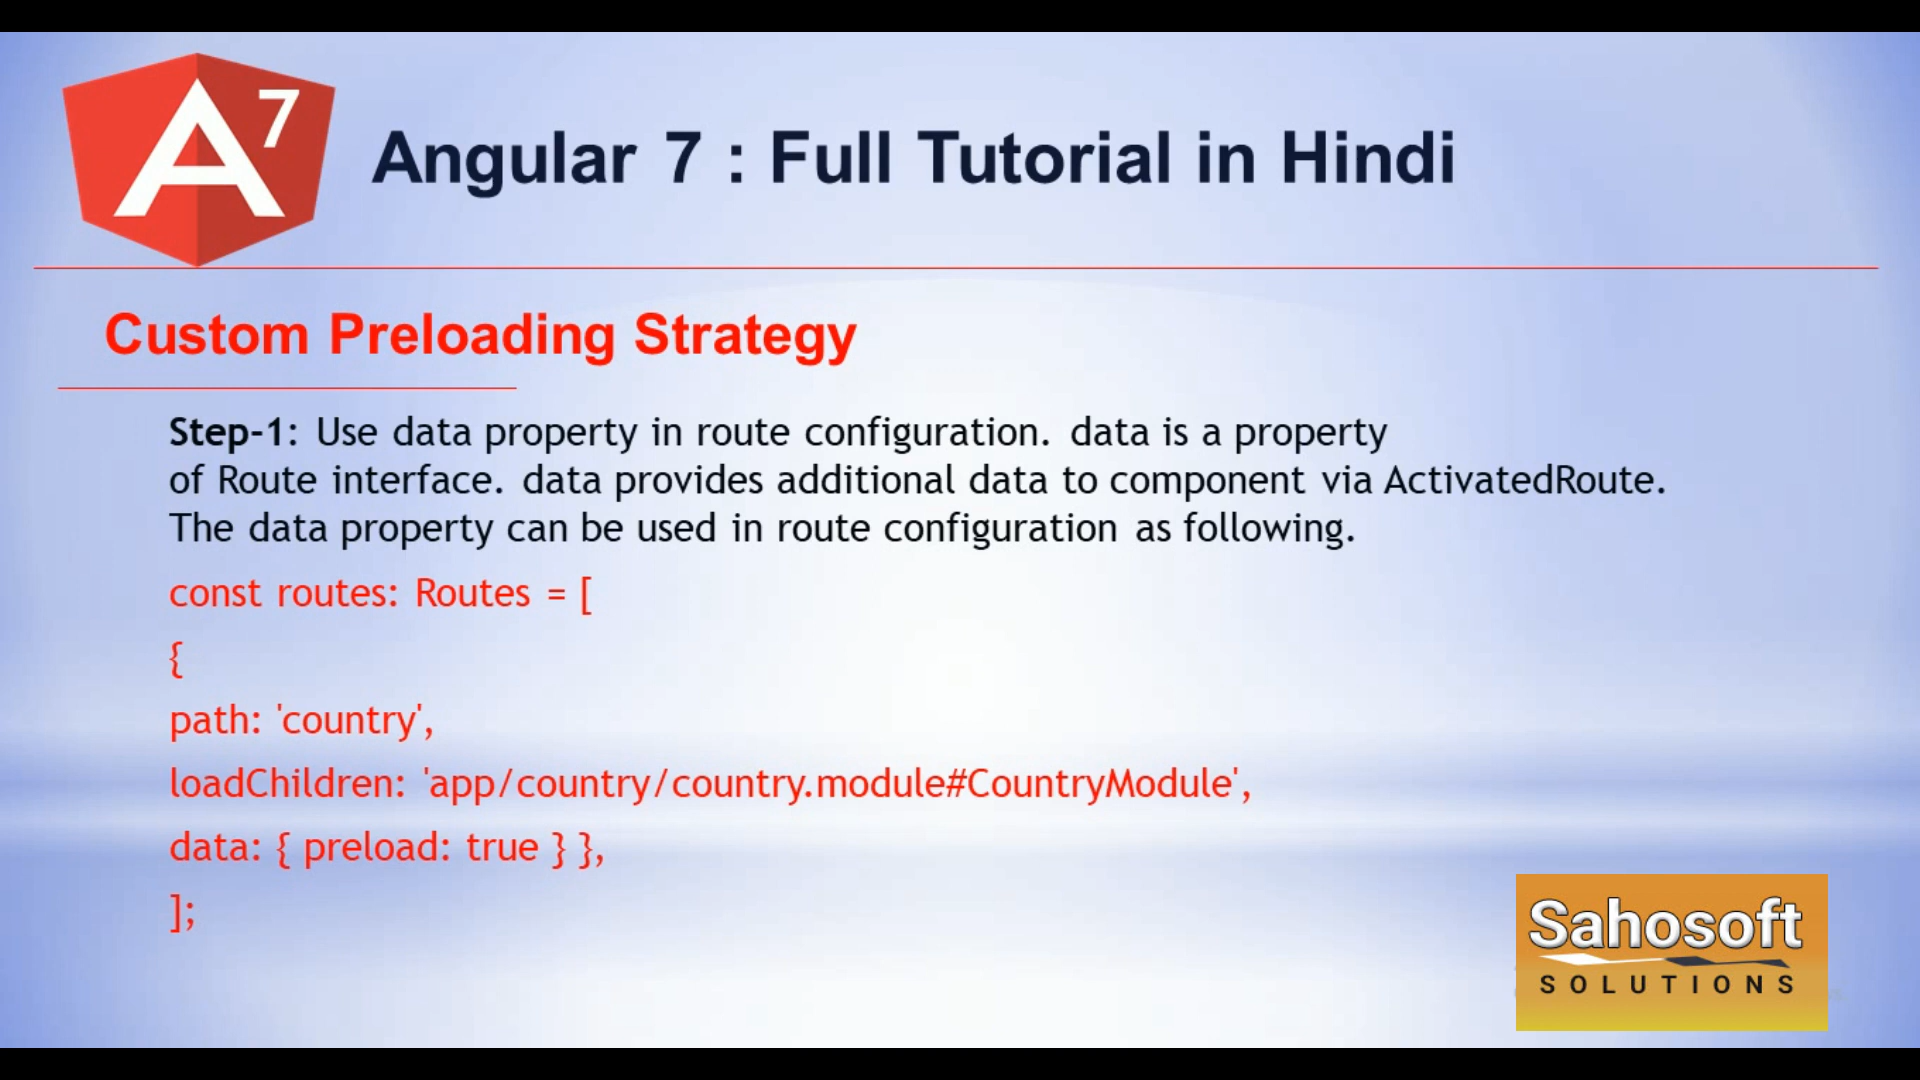 A7
Angular 7 : Full Tutorial in Hindi
Custom Preloading Strategy
Step-1: Use data property in route configuration. data is a property
of Route interface. data provides additional data to component via ActivatedRoute.
The data property can be used in route configuration as following.
const routes: Routes = [
{
path: 'country',
loadChildren: 'app/country/country.module#CountryModule',
data: { preload: true } },
];
Sahosoft
SOLUTIONS